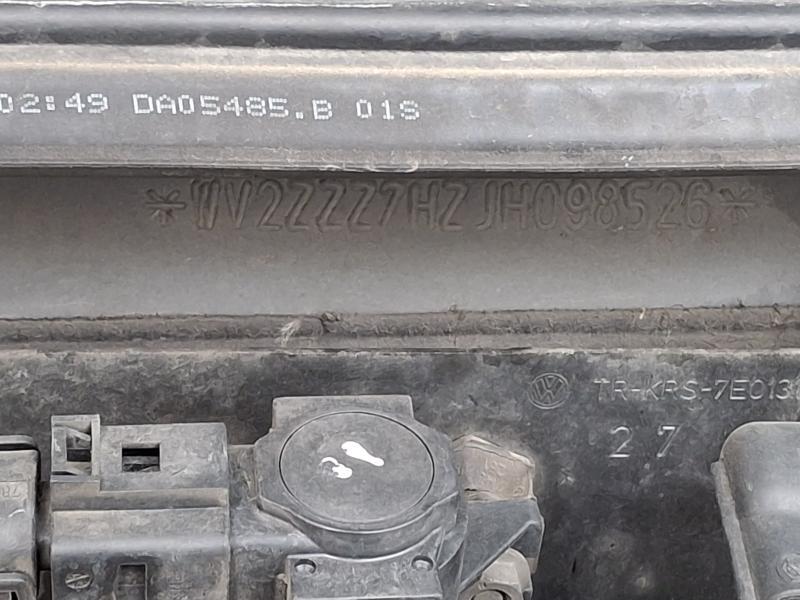 02:49 DA05485.B 01S
*WV2ZZZ7HZJH098526*
TR-KRS-7E013
27